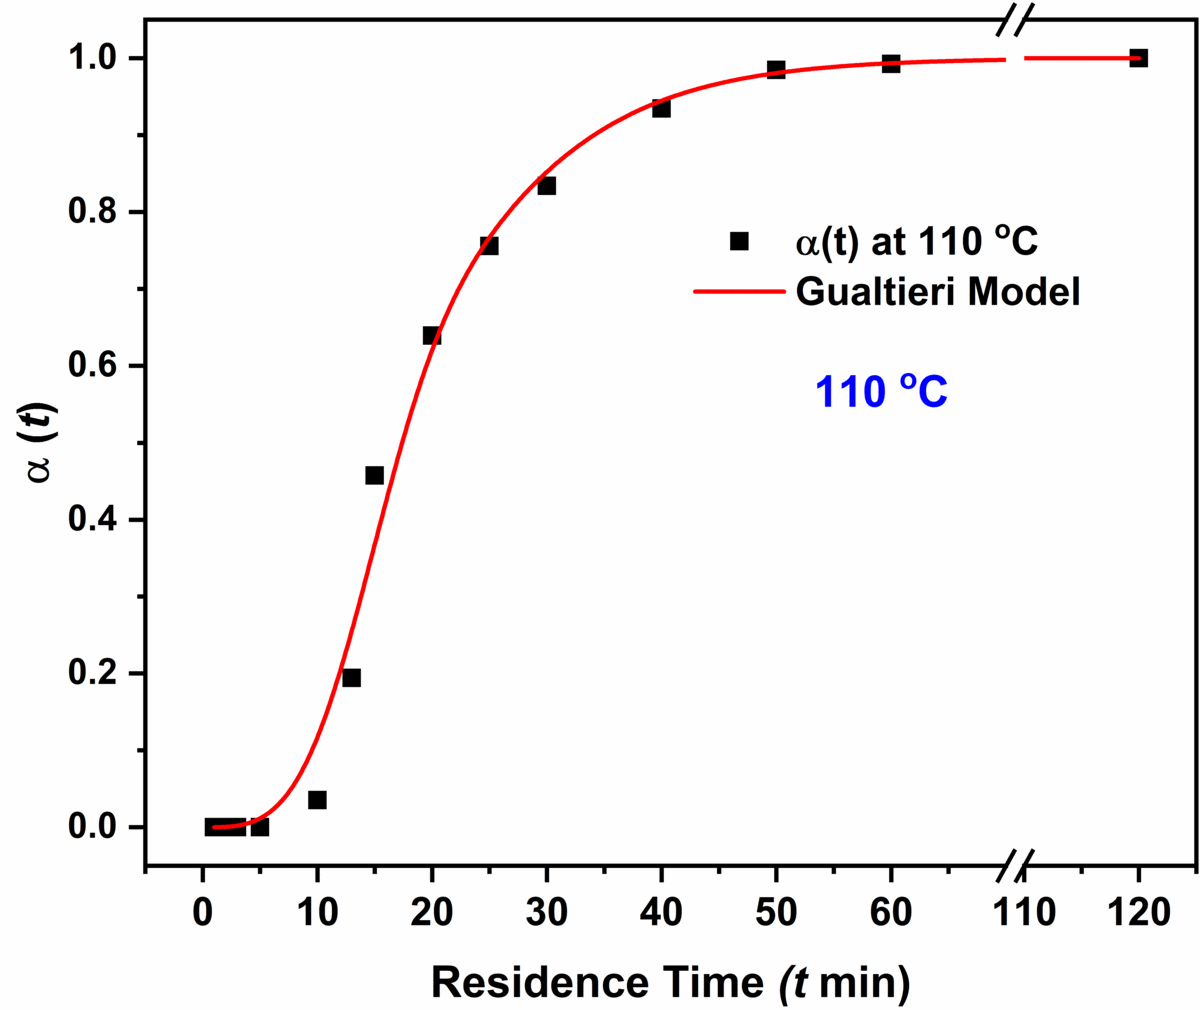 α (t)
1.0
0.8
0.6
0.4
0.2
0.0
α(t) at 110 °C
Gualtieri Model
110 °C
0 10 20 30 40 50 60 110 120
Residence Time (t min)